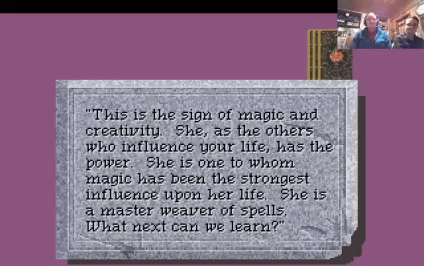 "This is the sign of magic and
creativity. She, as the others
who influence your life, has the
power. She is one to whom
magic has been the strongest
influence upon her life. She is
a master weaver of spells.
What next can we learn?"